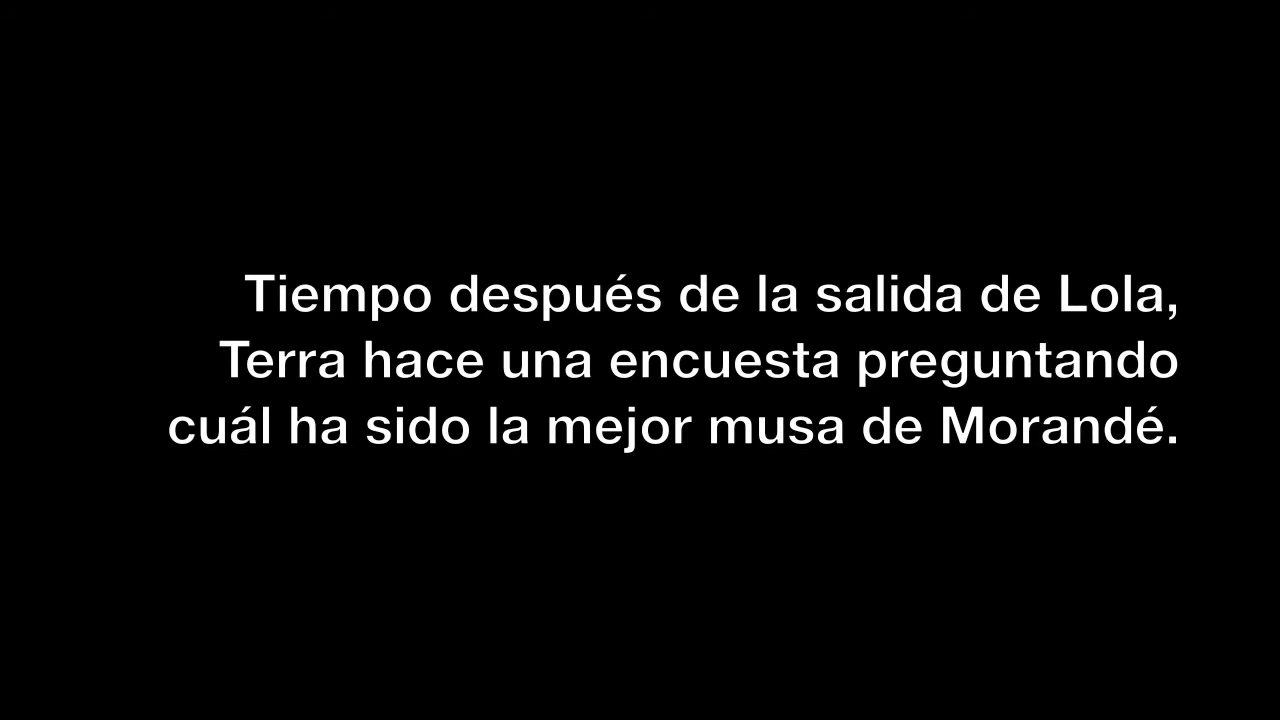 Tiempo después de la salida de Lola,
Terra hace una encuesta preguntando
cuál ha sido la mejor musa de Morandé.